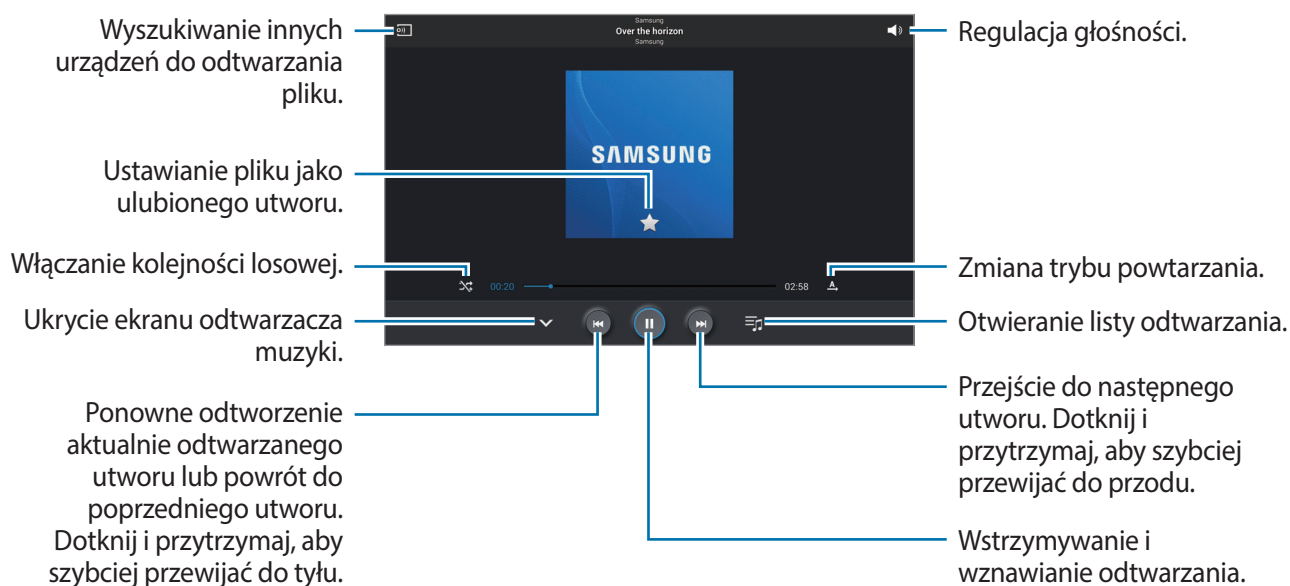 Wyszukiwanie innych
urządzeń do odtwarzania
pliku.
Ustawianie pliku jako
ulubionego utworu.
Włączanie kolejności losowej.
Ukrycie ekranu odtwarzacza
muzyki.
Ponowne odtworzenie
aktualnie odtwarzanego
utworu lub powrót do
poprzedniego utworu.
Dotknij i przytrzymaj, aby
szybciej przewijać do tyłu.
Samsung
Over the horizon
Samsung
SAMSUNG
00:20
02:58
A
Regulacja głośności.
Zmiana trybu powtarzania.
Otwieranie listy odtwarzania.
Przejście do następnego
utworu. Dotknij i
przytrzymaj, aby szybciej
przewijać do przodu.
Wstrzymywanie i
wznawianie odtwarzania.